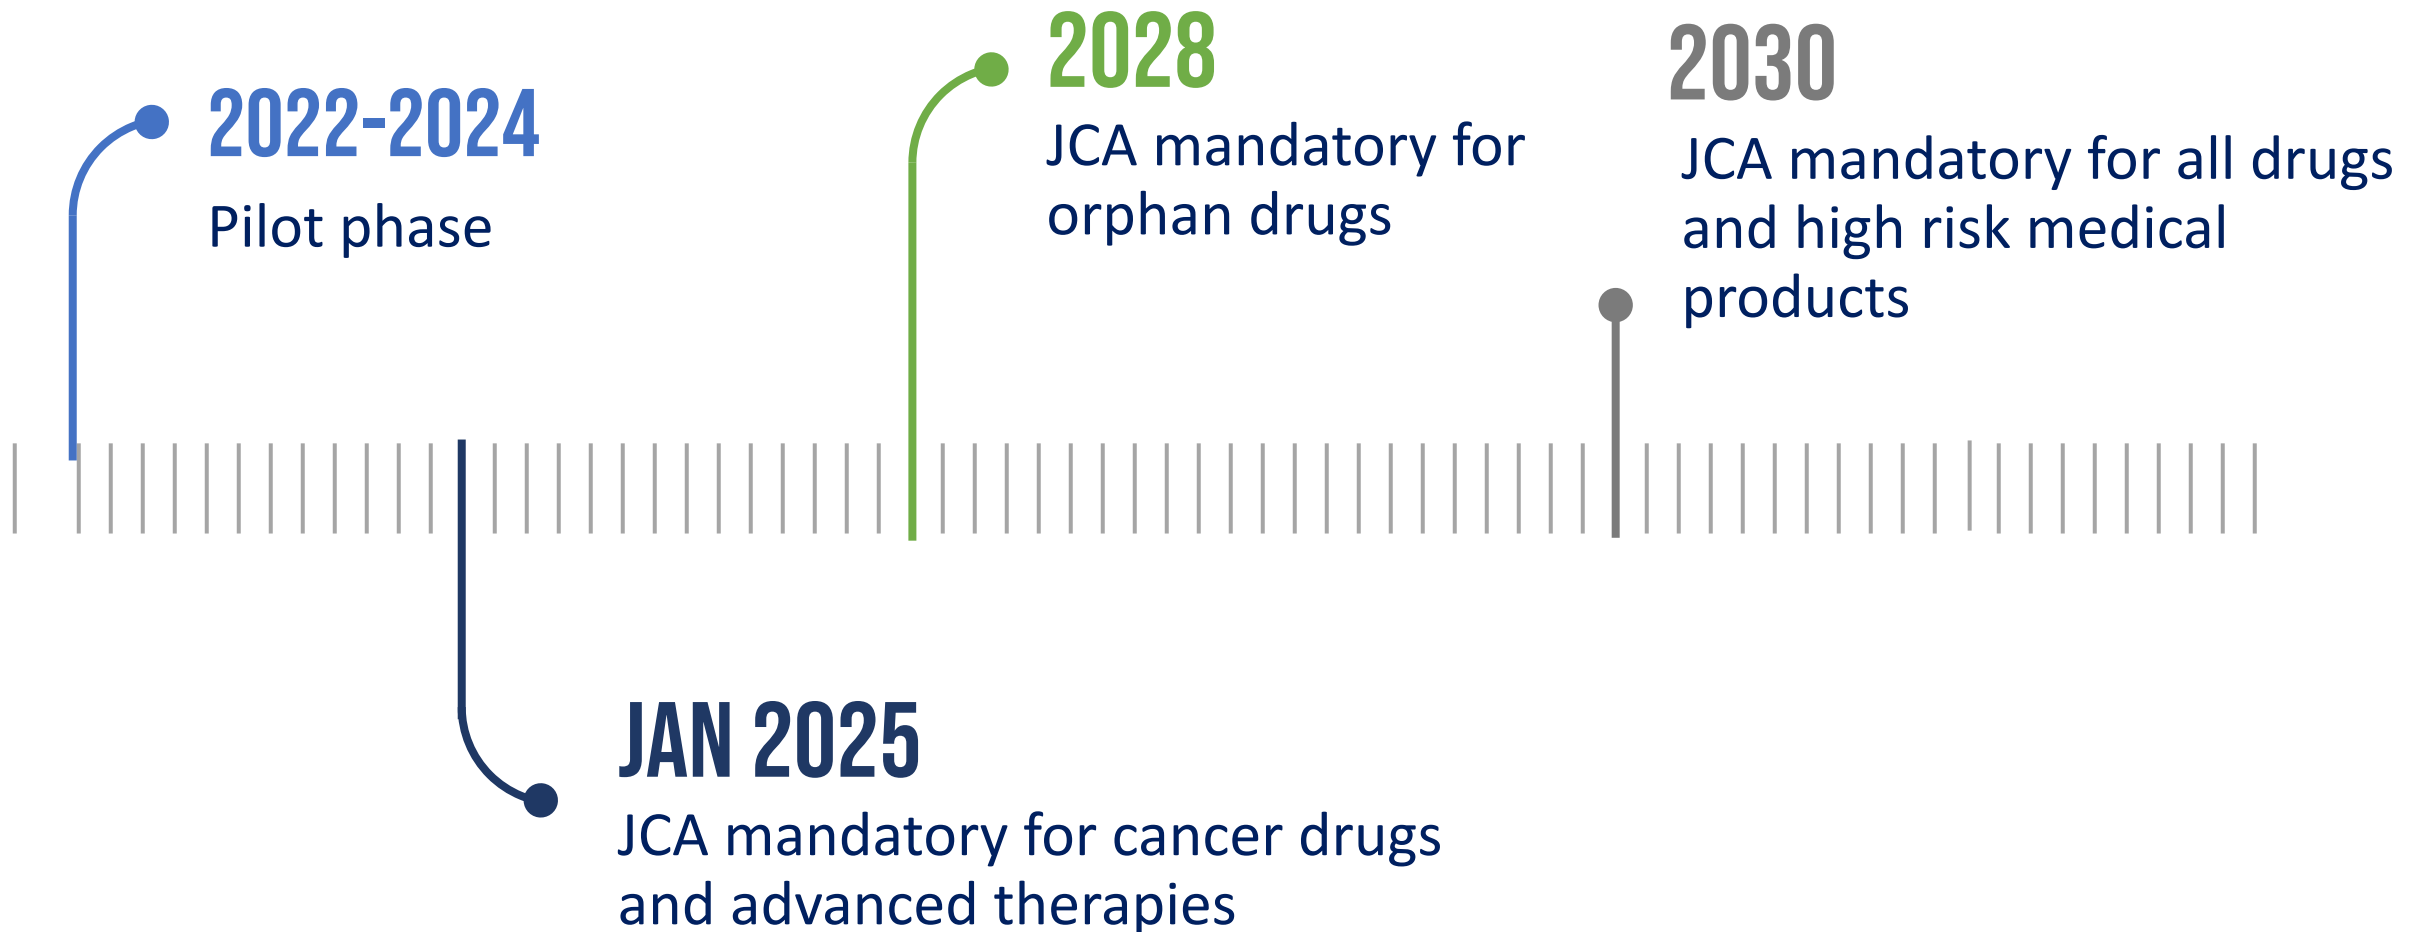 2022-2024
Pilot phase
2028
JCA mandatory for
orphan drugs
2030
JCA mandatory for all drugs
and high risk medical
products
JAN 2025
JCA mandatory for cancer drugs
and advanced therapies